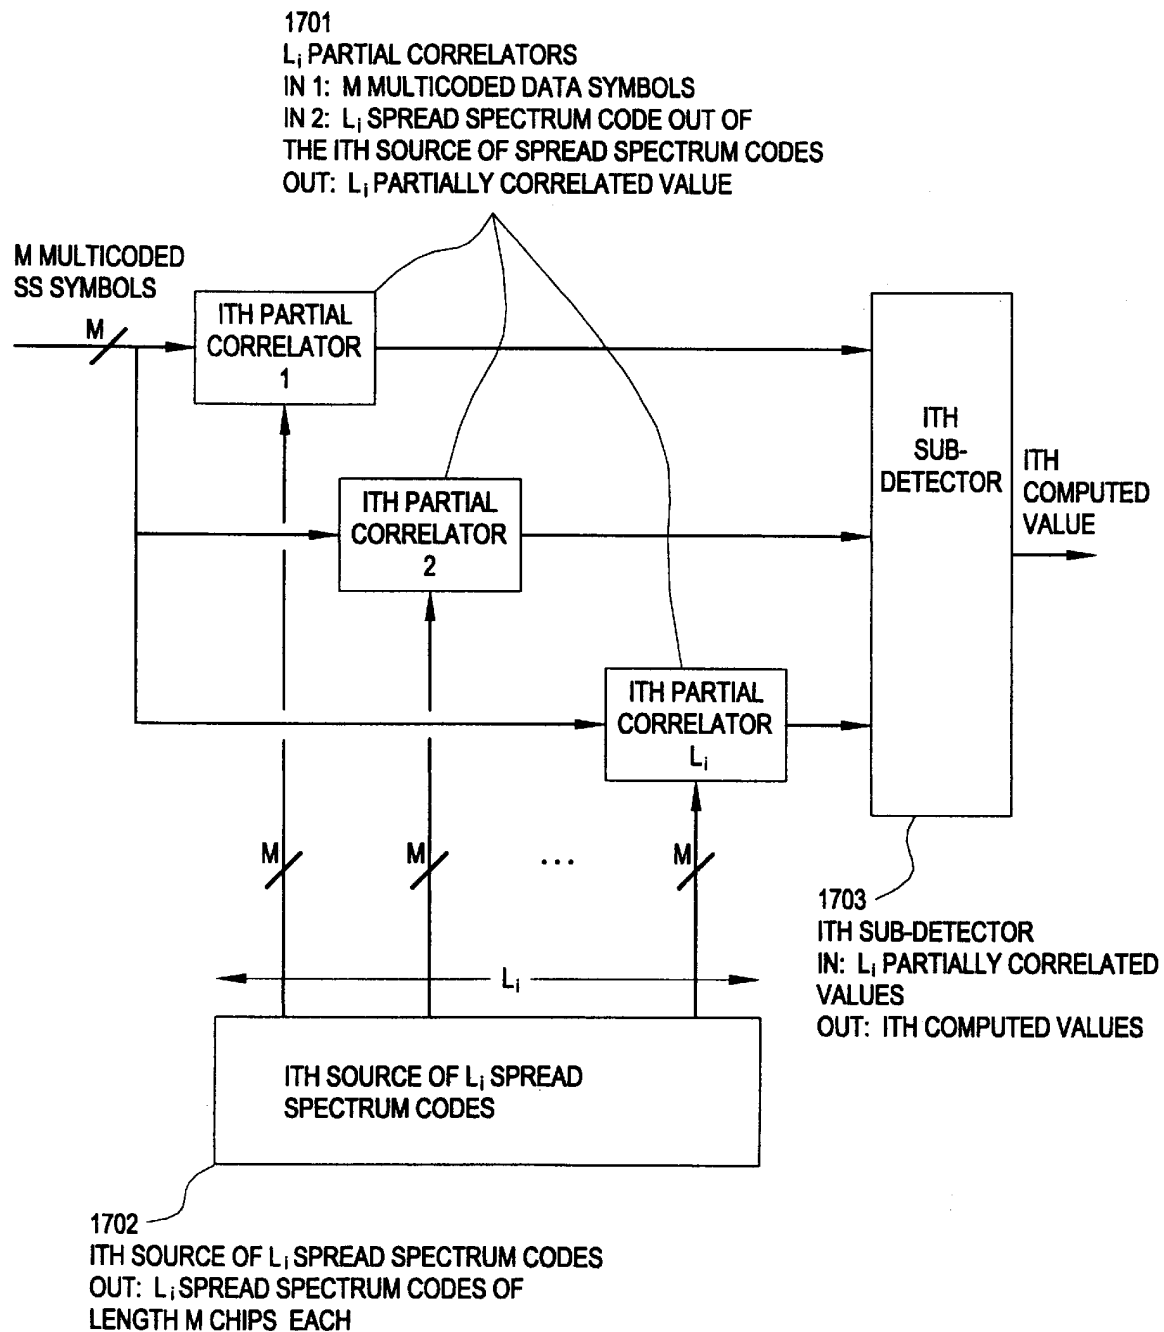 1701
Lᵢ PARTIAL CORRELATORS
IN 1: M MULTICODED DATA SYMBOLS
IN 2: Lᵢ SPREAD SPECTRUM CODE OUT OF
THE ITH SOURCE OF SPREAD SPECTRUM CODES
OUT: Lᵢ PARTIALLY CORRELATED VALUE
M MULTICODED
SS SYMBOLS
M
ITH PARTIAL
CORRELATOR
1
ITH PARTIAL
CORRELATOR
2
ITH PARTIAL
CORRELATOR
Lᵢ
ITH
SUB-
DETECTOR
ITH
COMPUTED
VALUE
M
M
...
M
Lᵢ
ITH SOURCE OF Lᵢ SPREAD
SPECTRUM CODES
1703
ITH SUB-DETECTOR
IN: Lᵢ PARTIALLY CORRELATED
VALUES
OUT: ITH COMPUTED VALUES
1702
ITH SOURCE OF Lᵢ SPREAD SPECTRUM CODES
OUT: Lᵢ SPREAD SPECTRUM CODES OF
LENGTH M CHIPS EACH